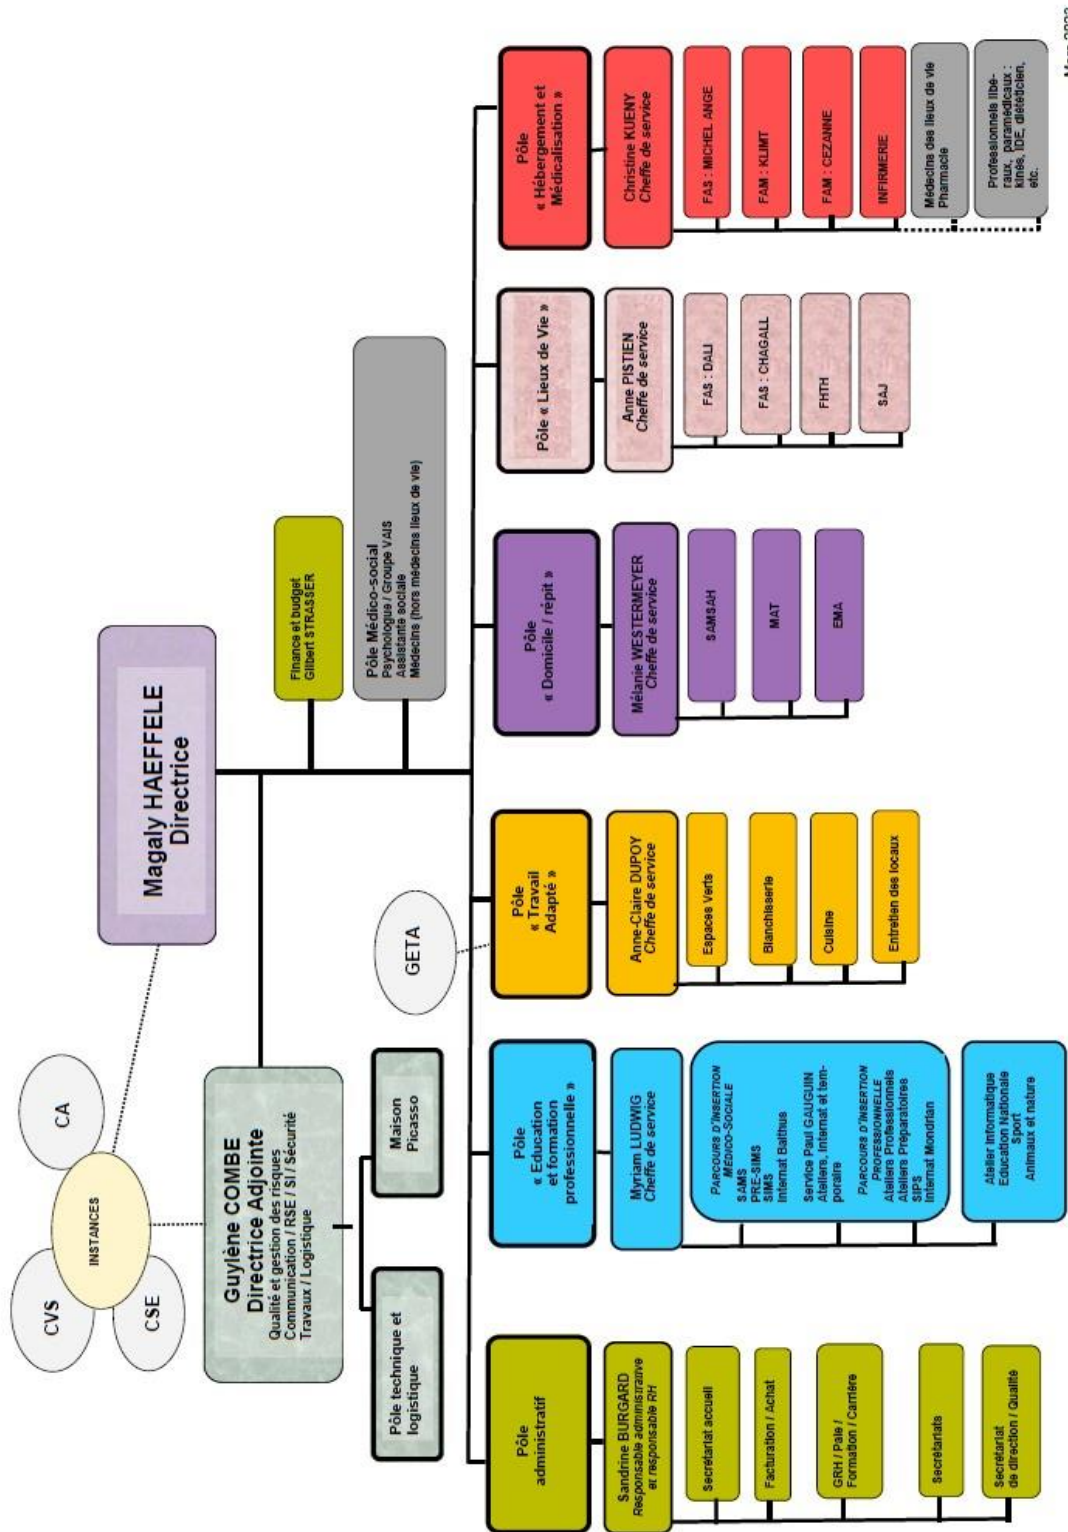 CVS
CA
CSE
INSTANCES
Magaly HAEFFELE
Directrice
Guylène COMBE
Directrice Adjointe
Qualité et gestion des risques
Communication / RSE / SI / Sécurité
Travaux / Logistique
Finance et budget
Gilbert STRASSER
Pôle Médico-social
Psychologue / Groupe VAIS
Assistante sociale
Médecins (hors médecins lieux de vie)
Pôle technique et
logistique
Maison
Picasso
GETA
Pôle
administratif
Sandrine BURGARD
Responsable administrative
et responsable RH
Secrétariat accueil
Facturation / Achat
GRH / Paie /
Formation / Carrière
Secrétariats
Secrétariat
de direction / Qualité
Pôle
« Education
et formation
professionnelle »
Myriam LUDWIG
Cheffe de service
PARCOURS D'INSERTION
MÉDICO-SOCIALE
SAMS
PRE-SIMS
SIMS
Internat Balthus
Service Paul GAUGUIN
Ateliers, Internat et tem-
poraire
PARCOURS D'INSERTION
PROFESSIONNELLE
Ateliers Professionnels
Ateliers Préparatoires
SIPS
Internat Mondrian
Atelier Informatique
Education Nationale
Sport
Animaux et nature
Pôle
« Travail
Adapté »
Anne-Claire DUPOY
Cheffe de service
Espaces Verts
Blanchisserie
Cuisine
Entretien des locaux
Pôle
« Domicile / répit »
Mélanie WESTERMEYER
Cheffe de service
SAMSAH
MAT
EMA
Pôle « Lieux de Vie »
Anne PISTIEN
Cheffe de service
FAS : DALI
FAS : CHAGALL
FHTH
SAJ
Pôle
« Hébergement et
Médicalisation »
Christine KUENY
Cheffe de service
FAS : MICHEL ANGE
FAM : KLIMT
FAM : CEZANNE
INFIRMERIE
Médecins des lieux de vie
Pharmacie
Professionnels libé-
raux, paramédicaux :
kinés, IDE, diététicien,
etc.